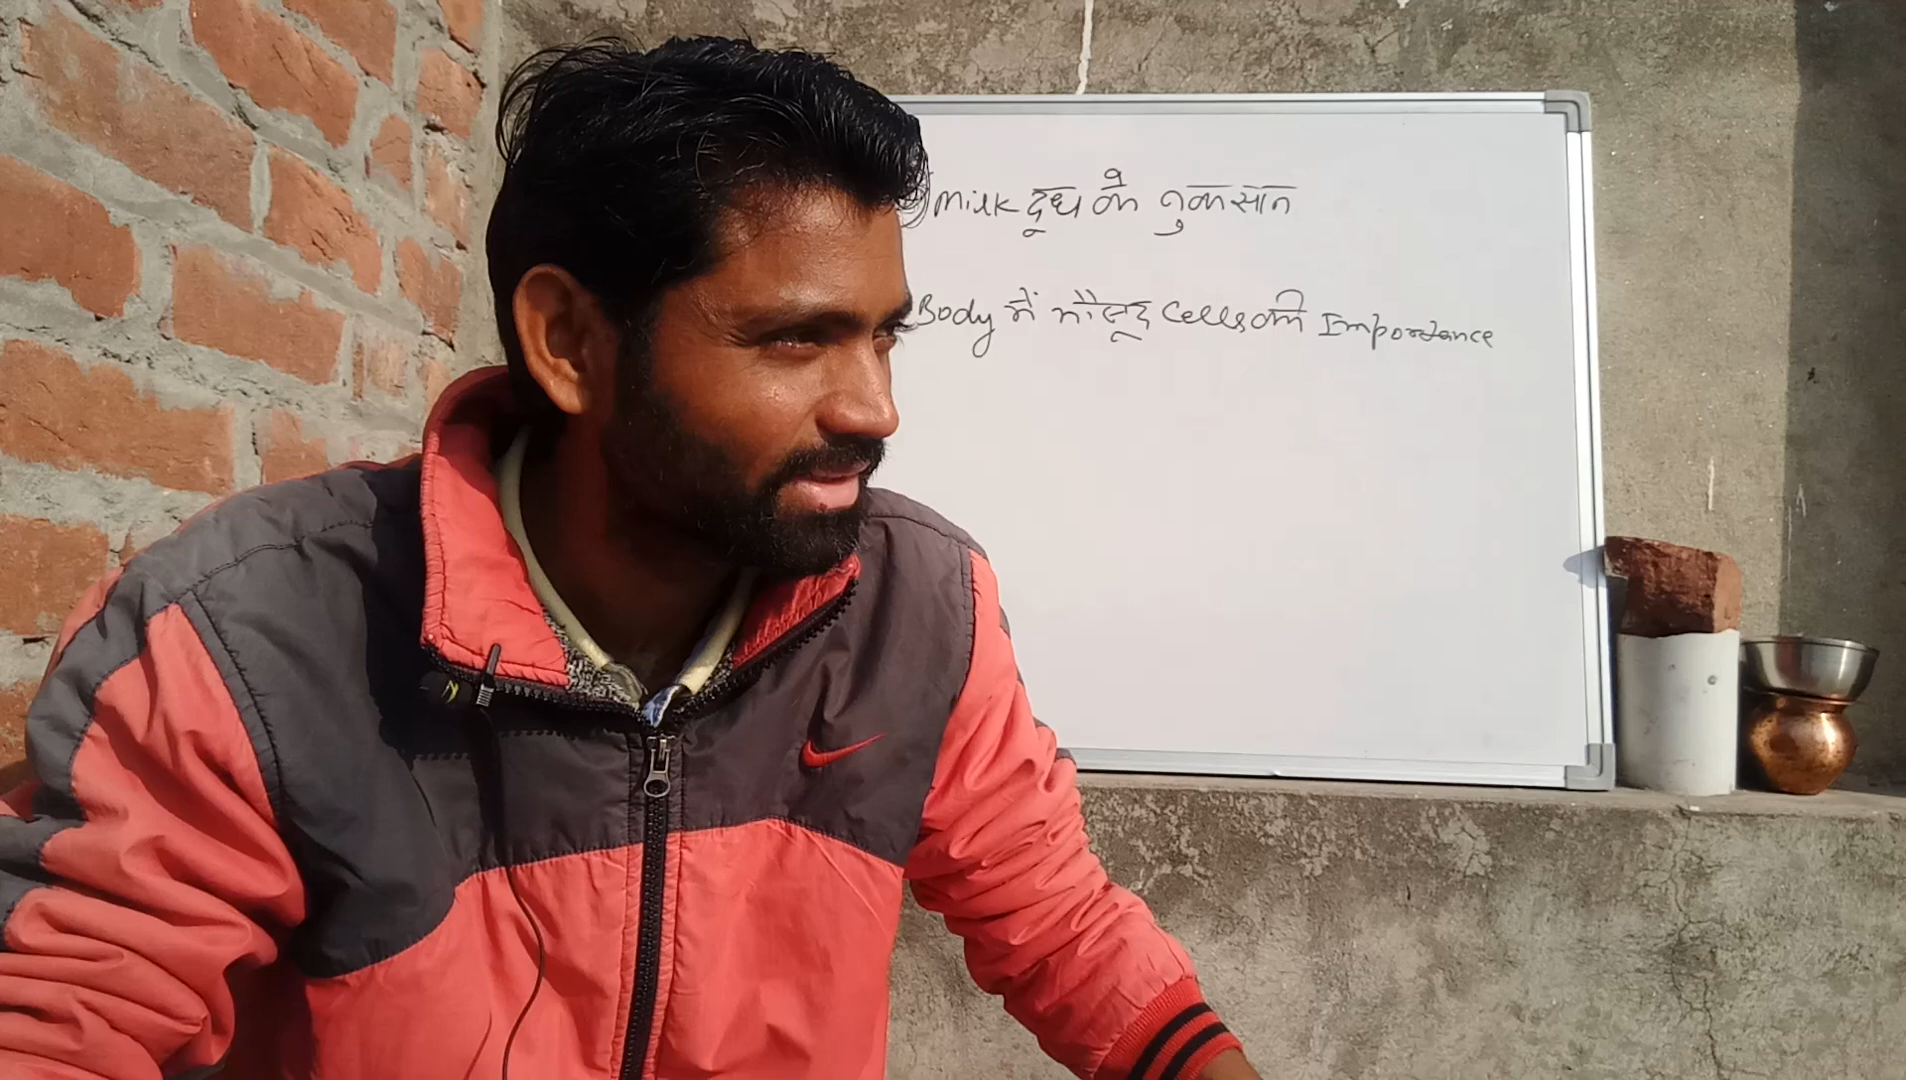 Milk दूध के नुकसान
Body में मौजूद Cells की Importance